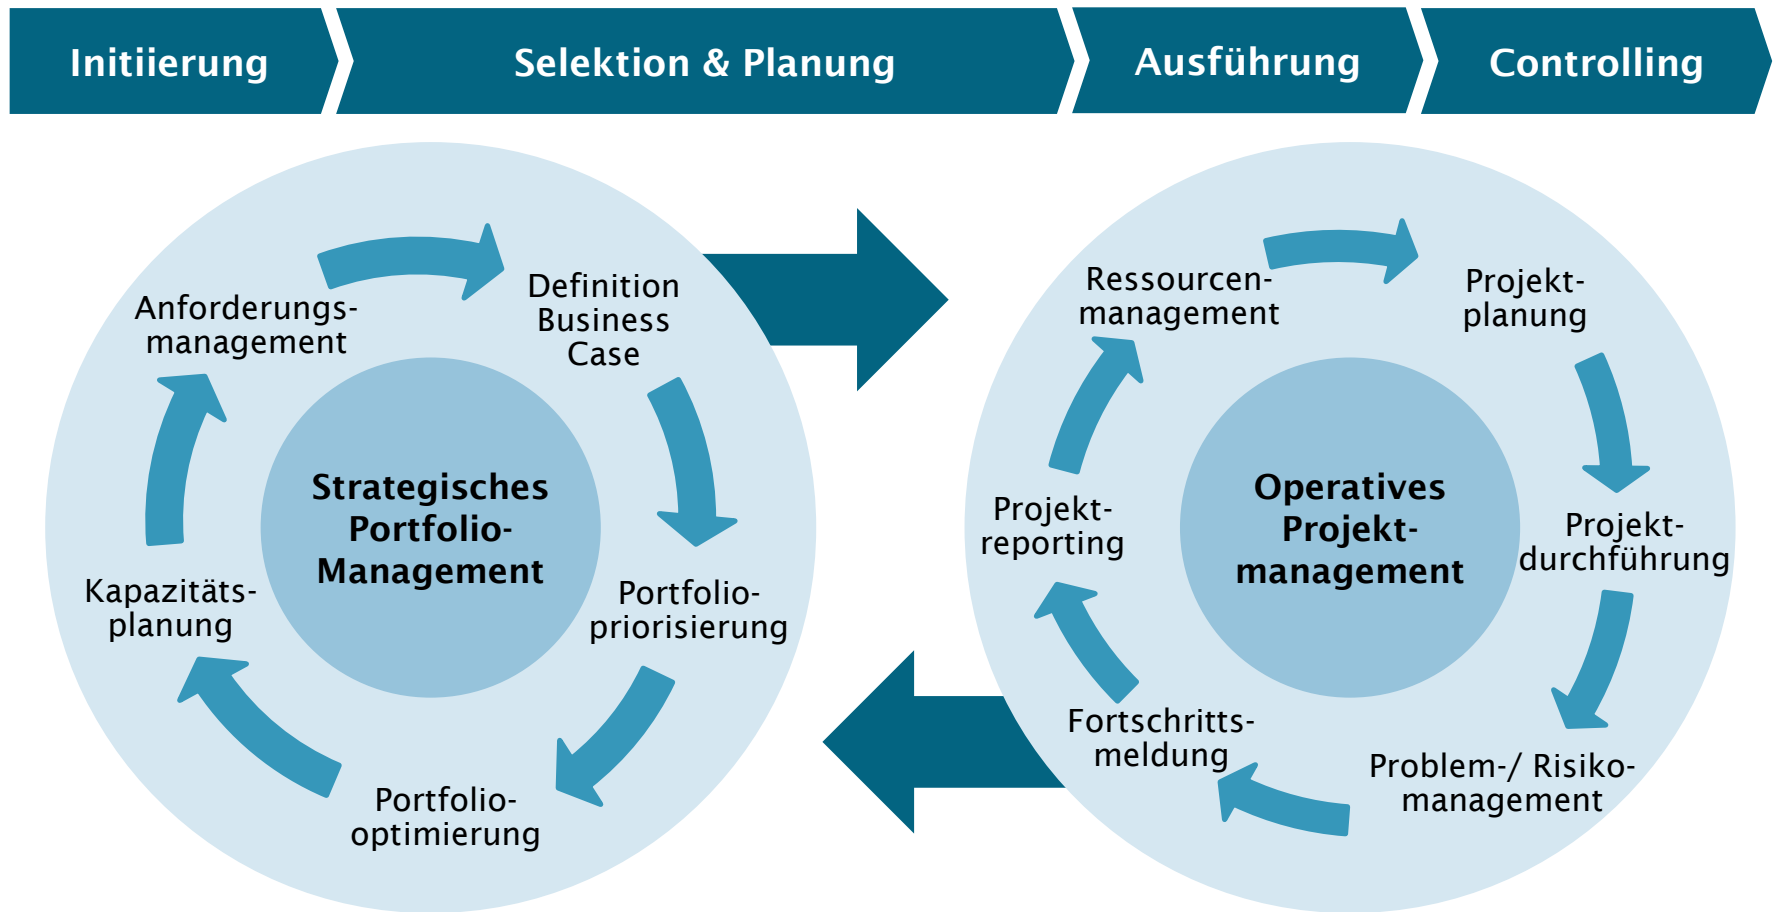 Initiierung
Selektion & Planung
Ausführung
Controlling
Anforderungs-
management
Definition
Business
Case
Portfolio-
priorisierung
Portfolio-
optimierung
Kapazitäts-
planung
Strategisches
Portfolio-
Management
Ressourcen-
management
Projekt-
planung
Projekt-
durchführung
Problem-/ Risiko-
management
Fortschritts-
meldung
Projekt-
reporting
Operatives
Projekt-
management